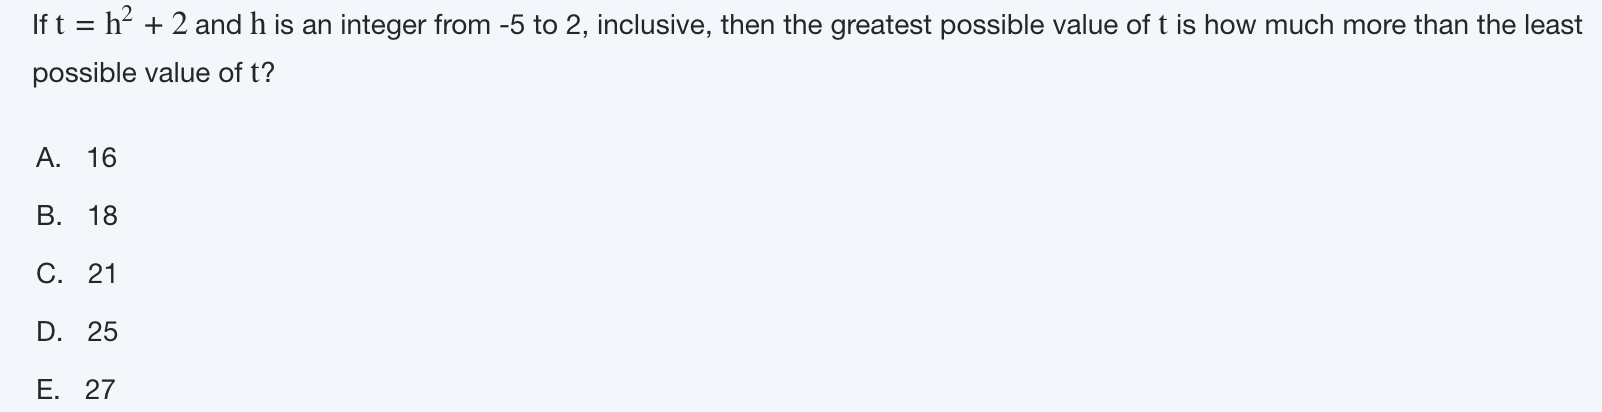 If t = h² + 2 and h is an integer from -5 to 2, inclusive, then the greatest possible value of t is how much more than the least
possible value of t?
A. 16
B. 18
C. 21
D. 25
E. 27